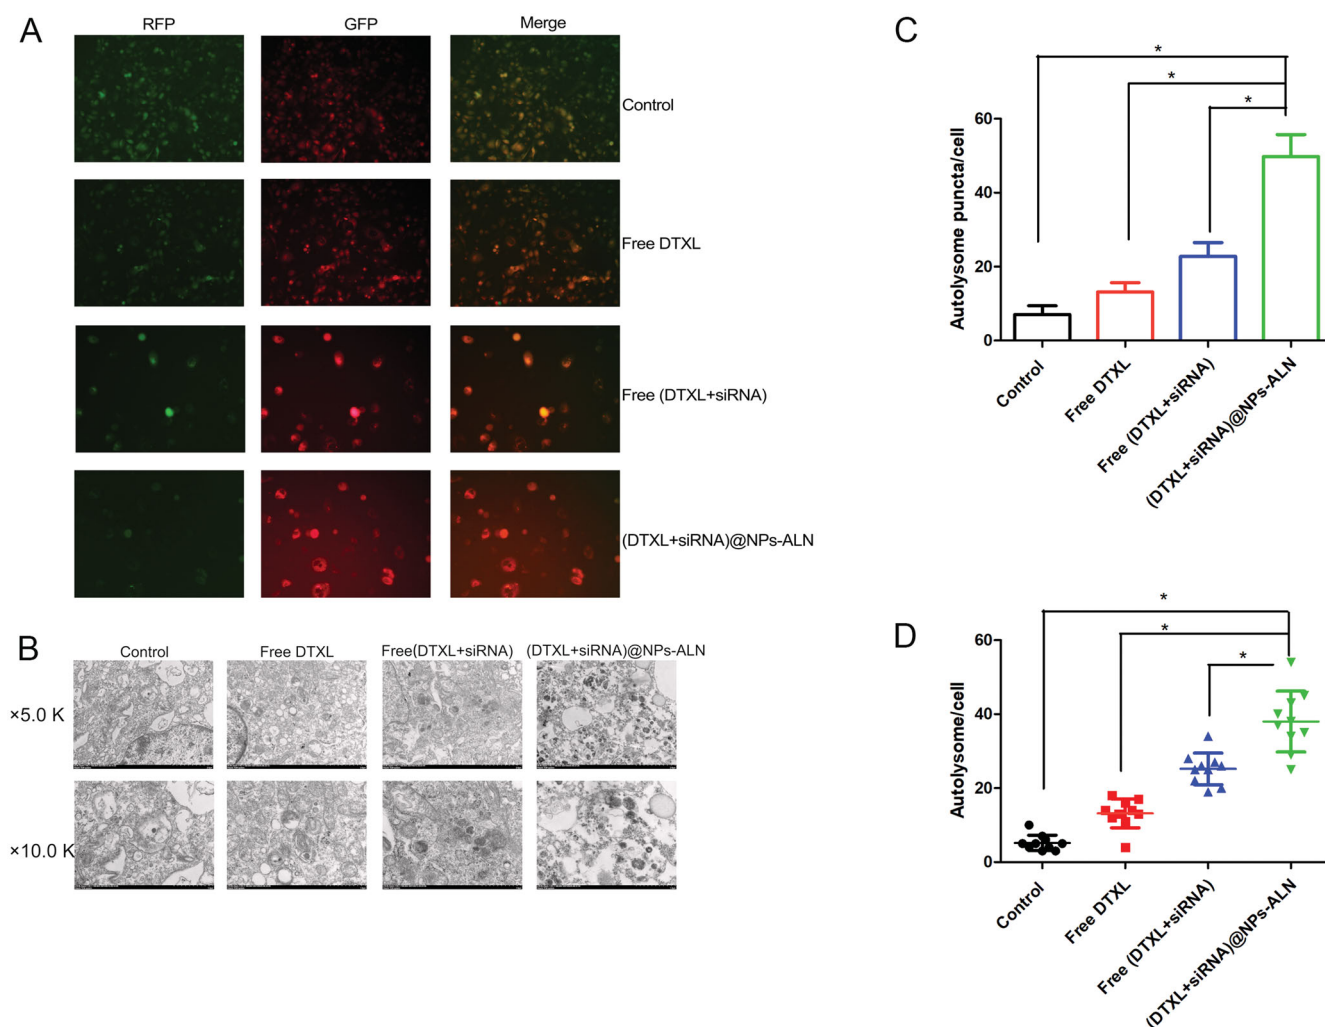 A
RFP
GFP
Merge
Control
Free DTXL
Free (DTXL+siRNA)
(DTXL+siRNA)@NPs-ALN
B
Control
Free DTXL
Free(DTXL+siRNA)
(DTXL+siRNA)@NPs-ALN
×5.0 K
×10.0 K
C
*
*
*
Autolysome puncta/cell
60
40
20
0
Control
Free DTXL
Free (DTXL+siRNA)
(DTXL+siRNA)@NPs-ALN
D
*
*
*
Autolysome/cell
60
40
20
0
Control
Free DTXL
Free (DTXL+siRNA)
(DTXL+siRNA)@NPs-ALN